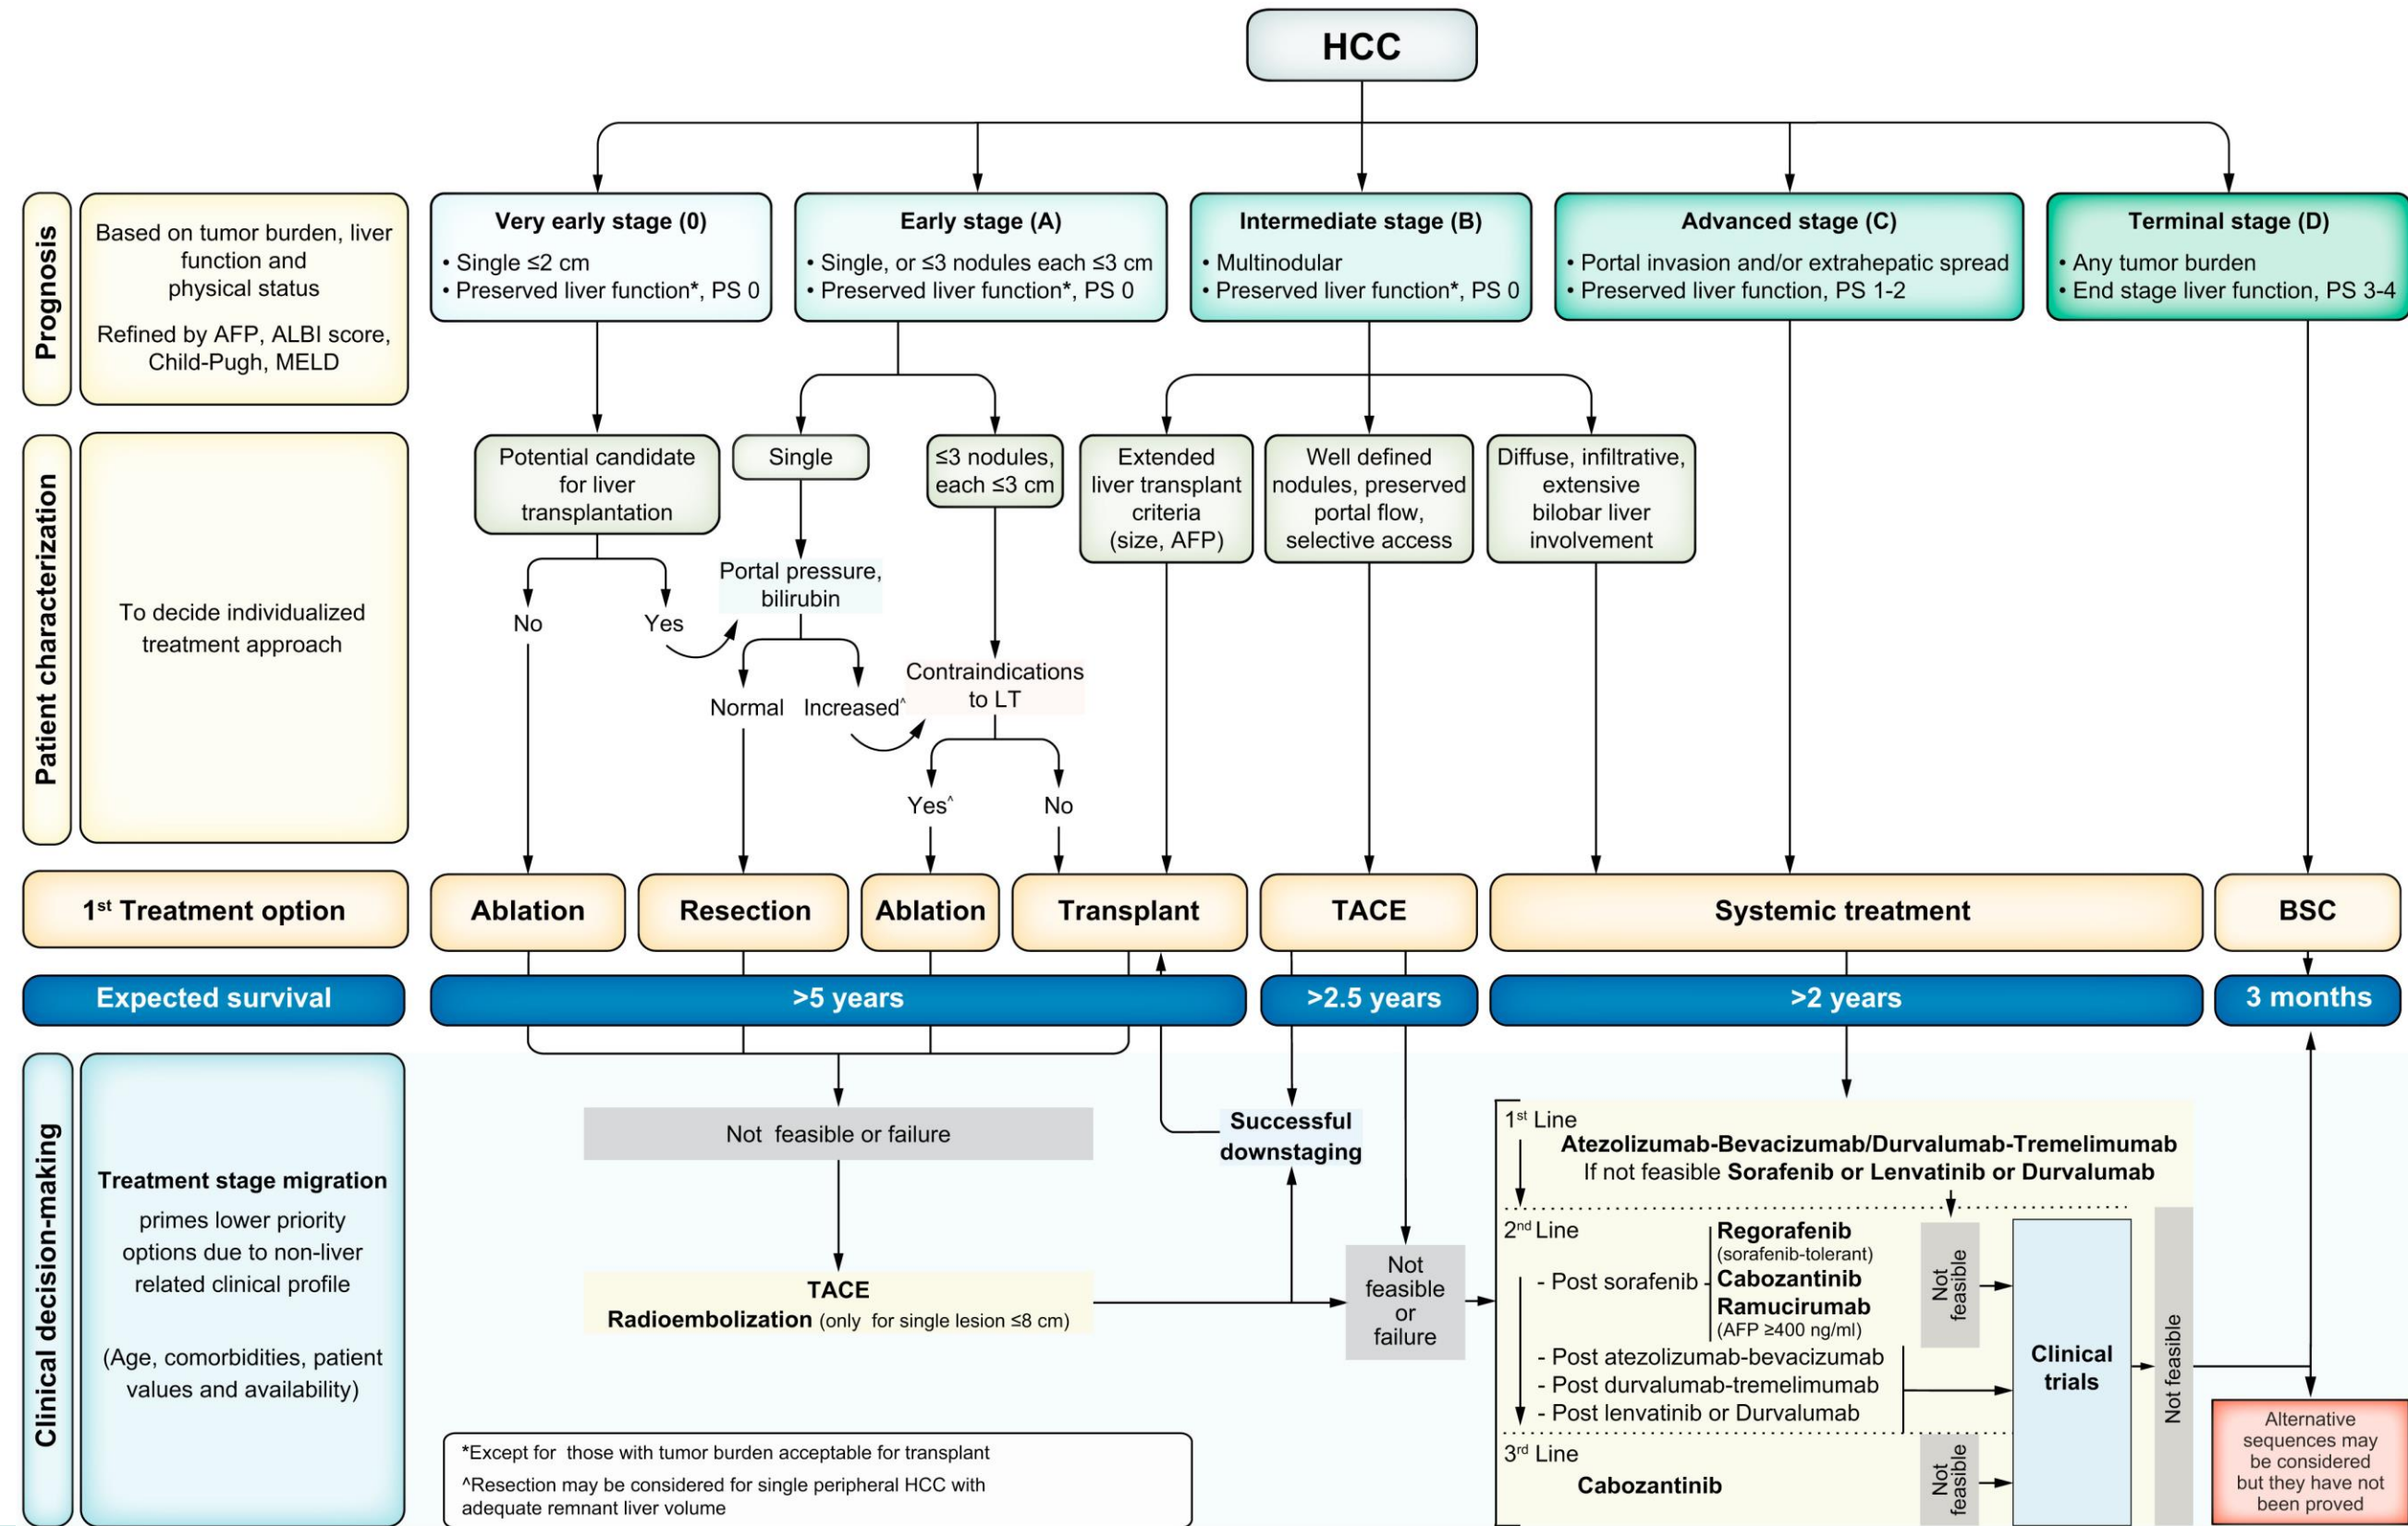 HCC
Prognosis
Based on tumor burden, liver
function and
physical status
Refined by AFP, ALBI score,
Child-Pugh, MELD
Very early stage (0)
• Single ≤2 cm
• Preserved liver function*, PS 0
Early stage (A)
• Single, or ≤3 nodules each ≤3 cm
• Preserved liver function*, PS 0
Intermediate stage (B)
• Multinodular
• Preserved liver function*, PS 0
Advanced stage (C)
• Portal invasion and/or extrahepatic spread
• Preserved liver function, PS 1-2
Terminal stage (D)
• Any tumor burden
• End stage liver function, PS 3-4
Patient characterization
To decide individualized
treatment approach
Potential candidate
for liver
transplantation
No
Yes
Single
Portal pressure,
bilirubin
Normal
Increased^
≤3 nodules,
each ≤3 cm
Contraindications
to LT
Yes^
No
Extended
liver transplant
criteria
(size, AFP)
Well defined
nodules, preserved
portal flow,
selective access
Diffuse, infiltrative,
extensive
bilobar liver
involvement
1st Treatment option
Ablation
Resection
Ablation
Transplant
TACE
Systemic treatment
BSC
Expected survival
>5 years
>2.5 years
>2 years
3 months
Clinical decision-making
Treatment stage migration
primes lower priority
options due to non-liver
related clinical profile
(Age, comorbidities, patient
values and availability)
Not feasible or failure
TACE
Radioembolization (only for single lesion ≤8 cm)
Successful
downstaging
Not
feasible
or
failure
1st Line
Atezolizumab-Bevacizumab/Durvalumab-Tremelimumab
If not feasible Sorafenib or Lenvatinib or Durvalumab
2nd Line
- Post sorafenib
Regorafenib
(sorafenib-tolerant)
Cabozantinib
Ramucirumab
(AFP ≥400 ng/ml)
- Post atezolizumab-bevacizumab
- Post durvalumab-tremelimumab
- Post lenvatinib or Durvalumab
Not
feasible
3rd Line
Cabozantinib
Not
feasible
Clinical
trials
Not feasible
Alternative
sequences may
be considered
but they have not
been proved
*Except for those with tumor burden acceptable for transplant
^Resection may be considered for single peripheral HCC with
adequate remnant liver volume